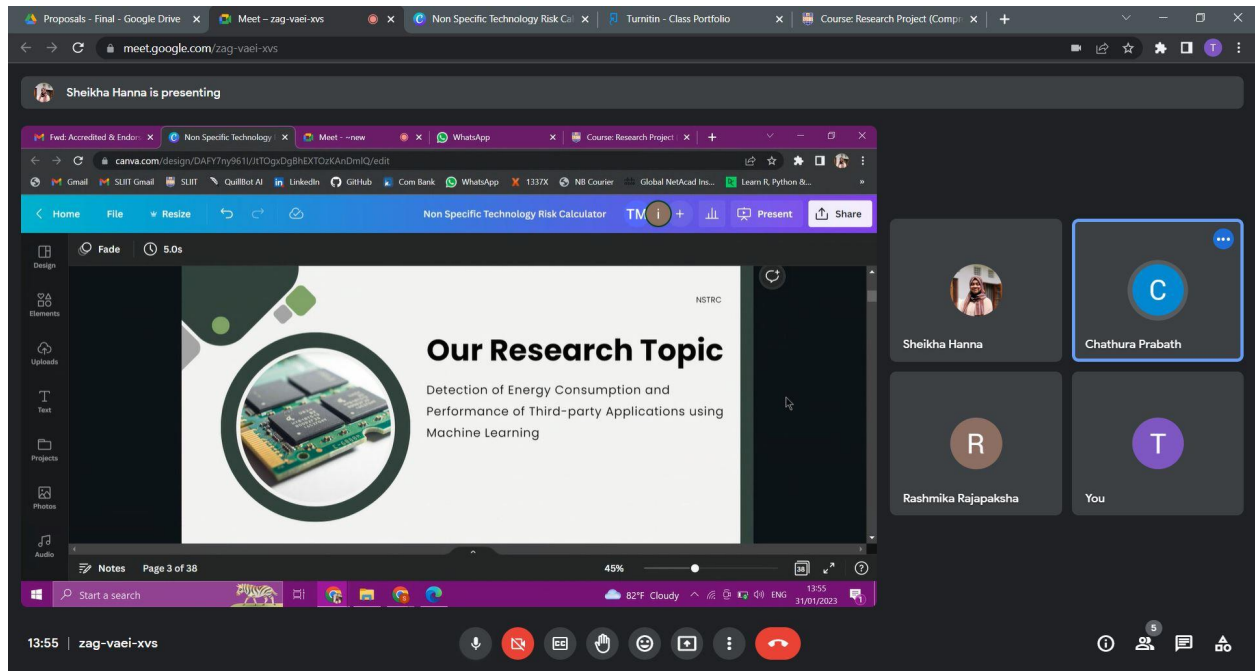 Proposals - Final - Google Drive
Meet – zag-vaei-xvs
Non Specific Technology Risk Cal
Turnitin - Class Portfolio
Course: Research Project (Compr
meet.google.com/zag-vaei-xvs
T
Sheikha Hanna is presenting
Fwd: Accredited & Endor
Non Specific Technology
Meet - ~new
WhatsApp
Course: Research Project
canva.com/design/DAFY7ny961I/JtTOgxDgBhEXTOzKAnDmlQ/edit
Gmail
SLIIT Gmail
SLIIT
QuillBot AI
LinkedIn
GitHub
Com Bank
WhatsApp
1337X
NB Courier
Global NetAcad Ins...
Learn R, Python &...
Home
File
Resize
Non Specific Technology Risk Calculator
TM
i
Present
Share
Fade
5.0s
Design
Elements
Uploads
Text
Projects
Photos
Audio
NSTRC
Our Research Topic
Detection of Energy Consumption and
Performance of Third-party Applications using
Machine Learning
Notes
Page 3 of 38
45%
38
Start a search
82°F Cloudy
ENG
13:55
31/01/2023
Sheikha Hanna
C
Chathura Prabath
R
Rashmika Rajapaksha
T
You
13:55
zag-vaei-xvs
CC
5